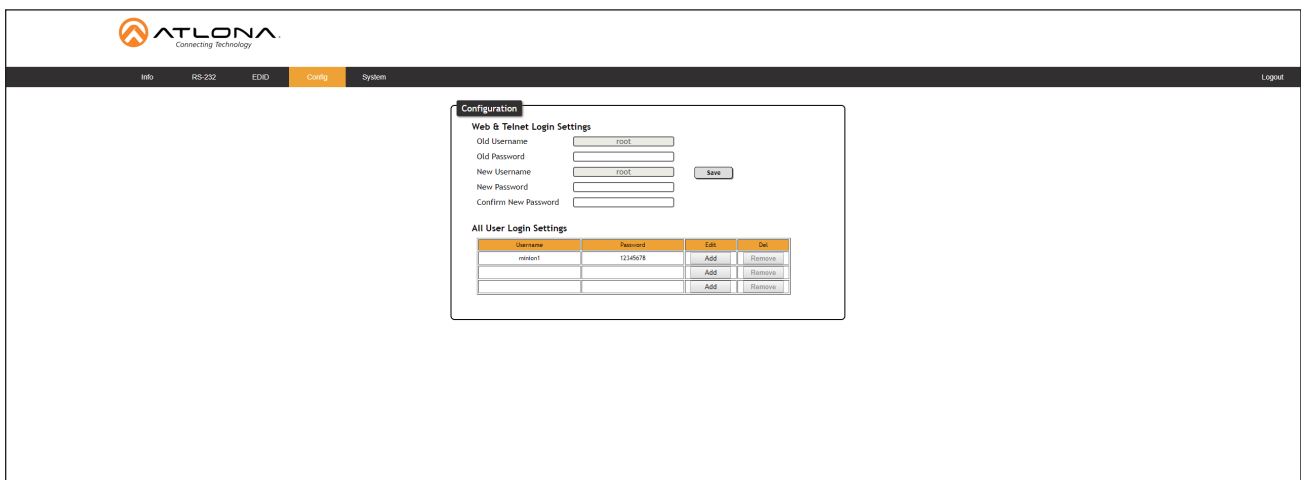 ATLONA.
Connecting Technology
Info RS-232 EDID Config System Logout
Configuration
Web & Telnet Login Settings
Old Username root
Old Password
New Username root Save
New Password
Confirm New Password
All User Login Settings
Username Password Edit Del
minion1 12345678 Add Remove
Add Remove
Add Remove